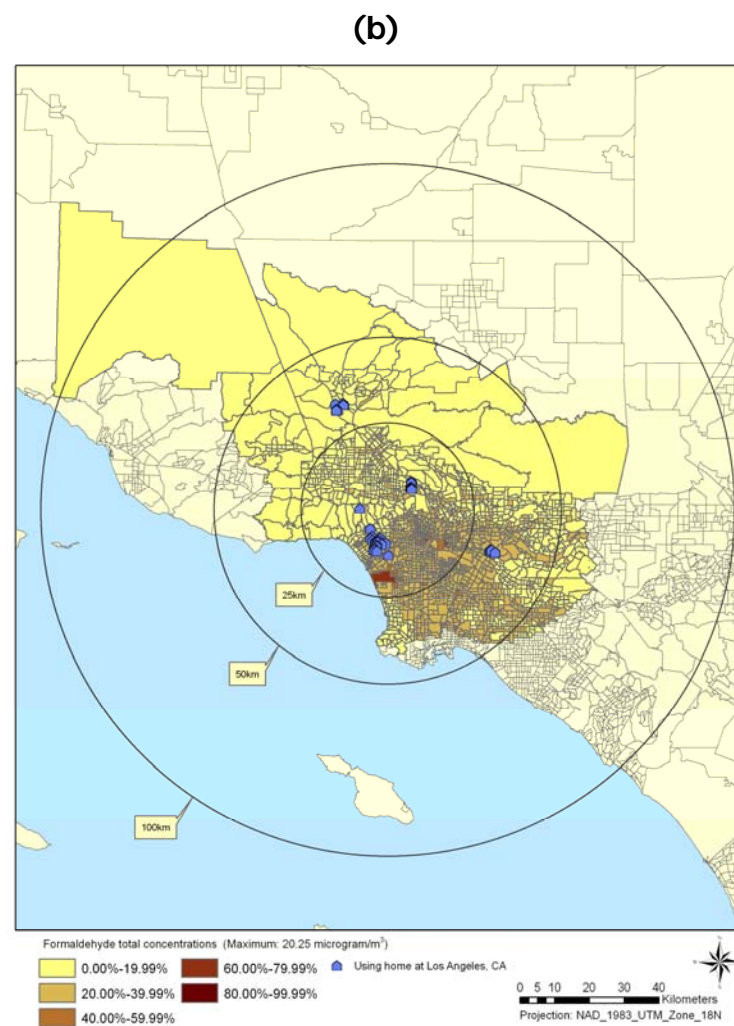 (b)
25km
50km
100km
Formaldehyde total concentrations (Maximum: 20.25 microgram/m³)
0.00%-19.99% 60.00%-79.99% Using home at Los Angeles, CA
20.00%-39.99% 80.00%-99.99%
40.00%-59.99%
0 5 10 20 30 40
Kilometers
Projection: NAD_1983_UTM_Zone_18N